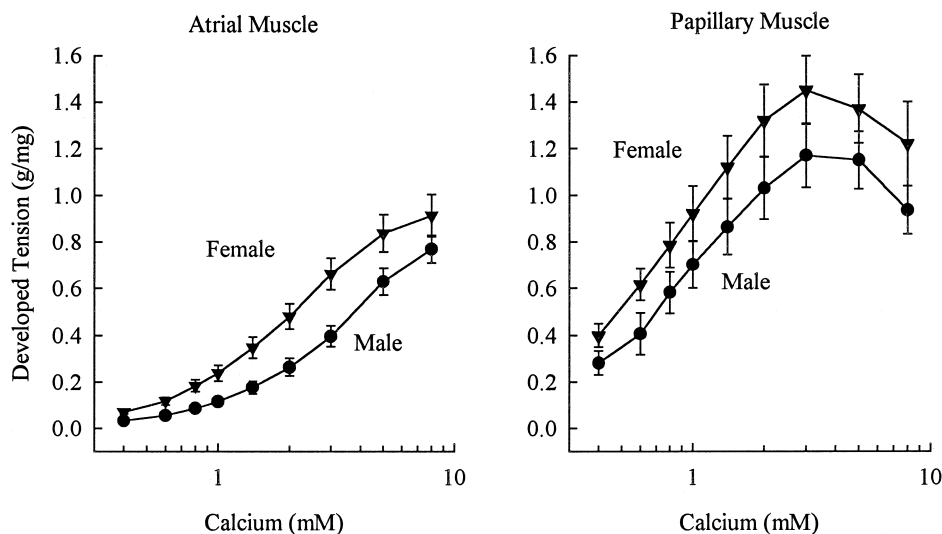 Atrial Muscle
Papillary Muscle
Developed Tension (g/mg)
1.6
1.4
1.2
1.0
0.8
0.6
0.4
0.2
0.0
Female
Male
1
10
Calcium (mM)
1.6
1.4
1.2
1.0
0.8
0.6
0.4
0.2
0.0
Female
Male
1
10
Calcium (mM)